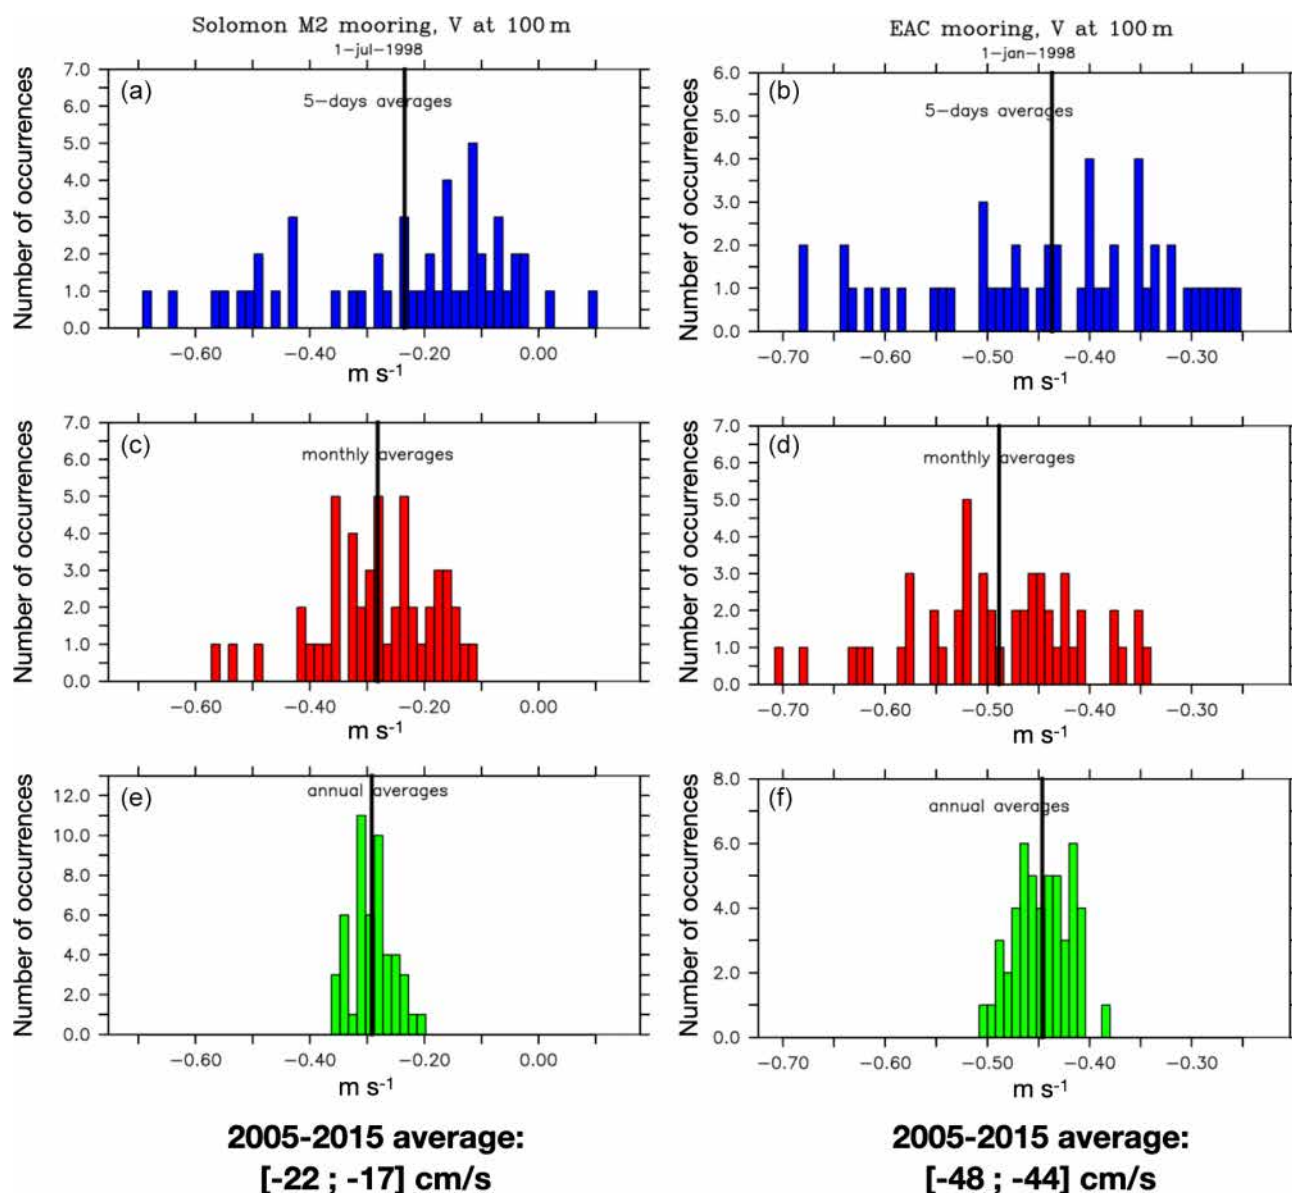 Solomon M2 mooring, V at 100 m
1-jul-1998
(a)
5-days averages
Number of occurrences
7.0
6.0
5.0
4.0
3.0
2.0
1.0
0.0
-0.60 -0.40 -0.20 0.00
m s-1
EAC mooring, V at 100 m
1-jan-1998
(b)
5-days averages
Number of occurrences
6.0
5.0
4.0
3.0
2.0
1.0
0.0
-0.70 -0.50 -0.40 -0.30
m s-1
(c)
monthly averages
Number of occurrences
7.0
6.0
5.0
4.0
3.0
2.0
1.0
0.0
-0.60 -0.40 -0.20 0.00
m s-1
(d)
monthly averages
Number of occurrences
7.0
6.0
5.0
4.0
3.0
2.0
1.0
0.0
-0.70 -0.50 -0.40 -0.30
m s-1
(e)
annual averages
Number of occurrences
12.0
10.0
8.0
6.0
4.0
2.0
0.0
-0.60 -0.40 -0.20 0.00
m s-1
(f)
annual averages
Number of occurrences
8.0
6.0
4.0
2.0
0.0
-0.70 -0.50 -0.40 -0.30
m s-1
2005-2015 average:
[-22 ; -17] cm/s
2005-2015 average:
[-48 ; -44] cm/s